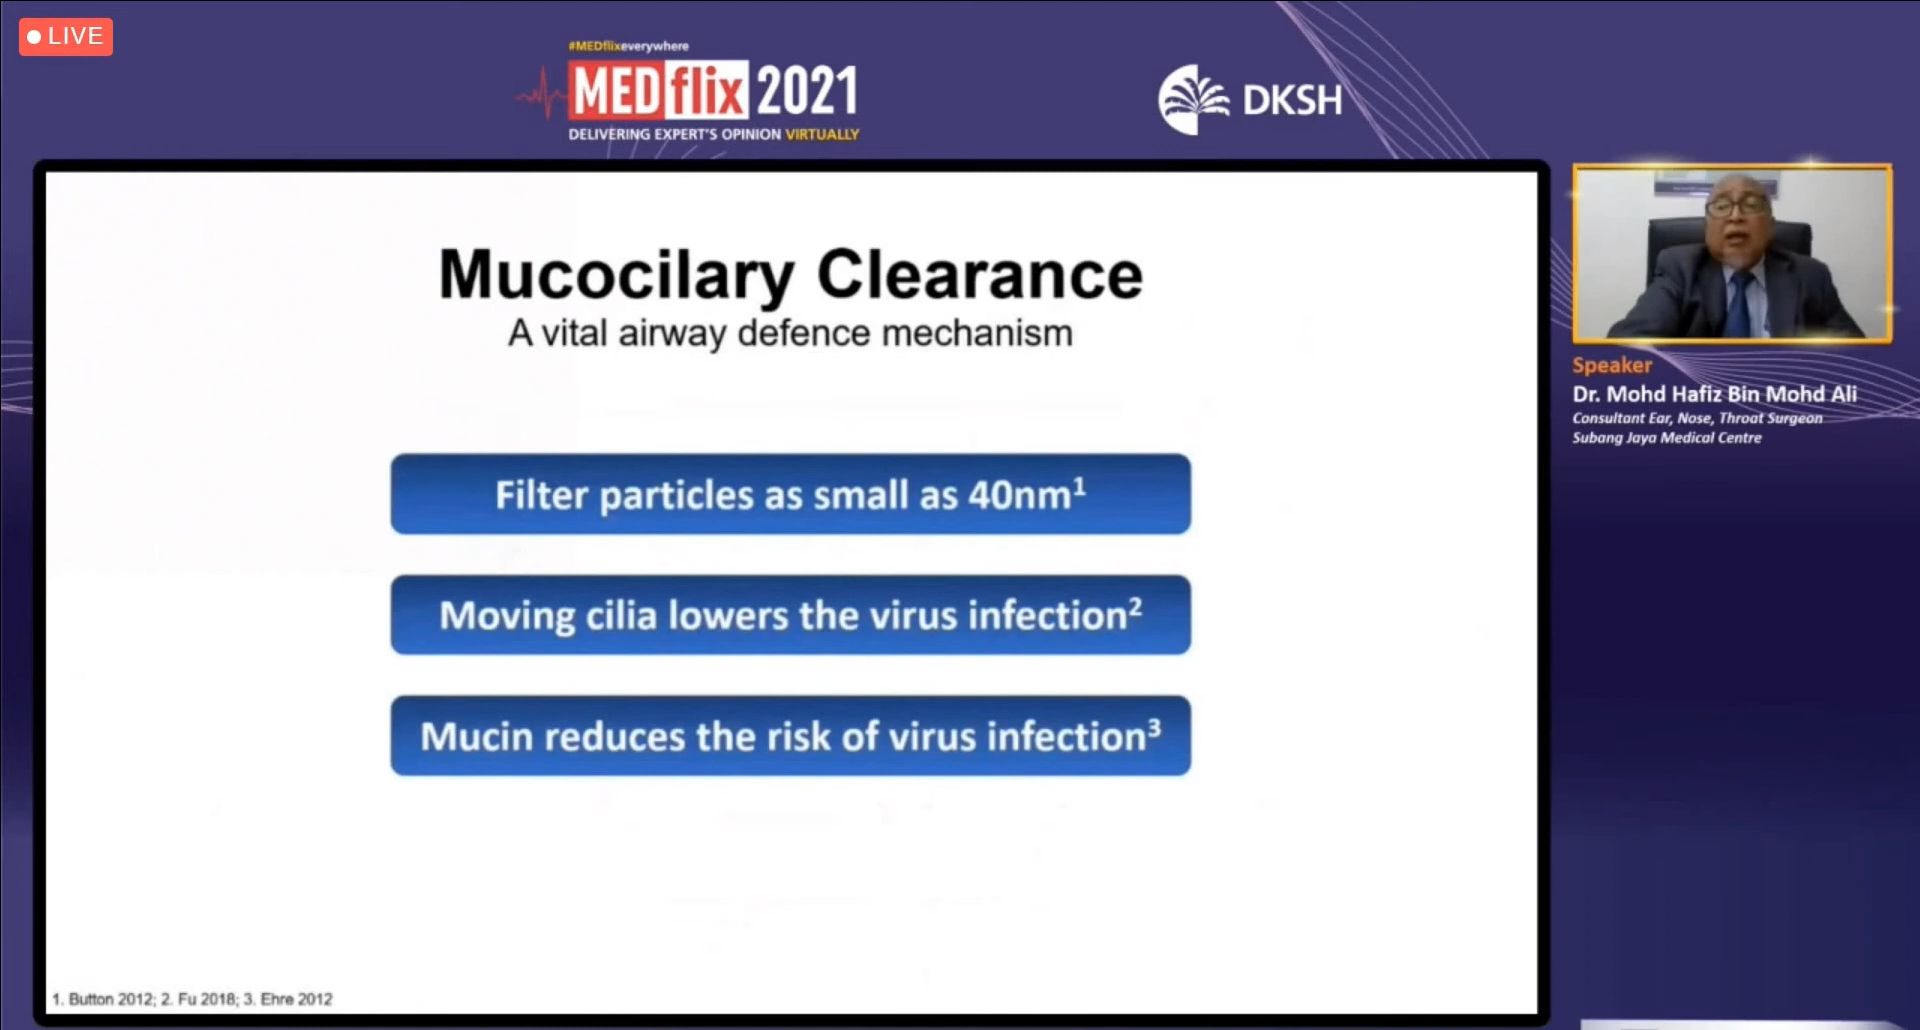 LIVE
#MEDflixeverywhere
MEDflix 2021
DELIVERING EXPERT'S OPINION VIRTUALLY
DKSH
Mucocilary Clearance
A vital airway defence mechanism
Filter particles as small as 40nm¹
Moving cilia lowers the virus infection²
Mucin reduces the risk of virus infection³
1. Button 2012; 2. Fu 2018; 3. Ehre 2012
Speaker
Dr. Mohd Hafiz Bin Mohd Ali
Consultant Ear, Nose, Throat Surgeon
Subang Jaya Medical Centre